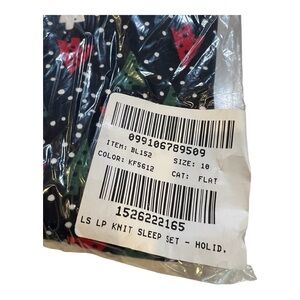 099106789509
ITEM: BL152 SIZE: 10
COLOR: KFS612 CAT: FLAT
1526222165
LS LP KNIT SLEEP SET - HOLID.